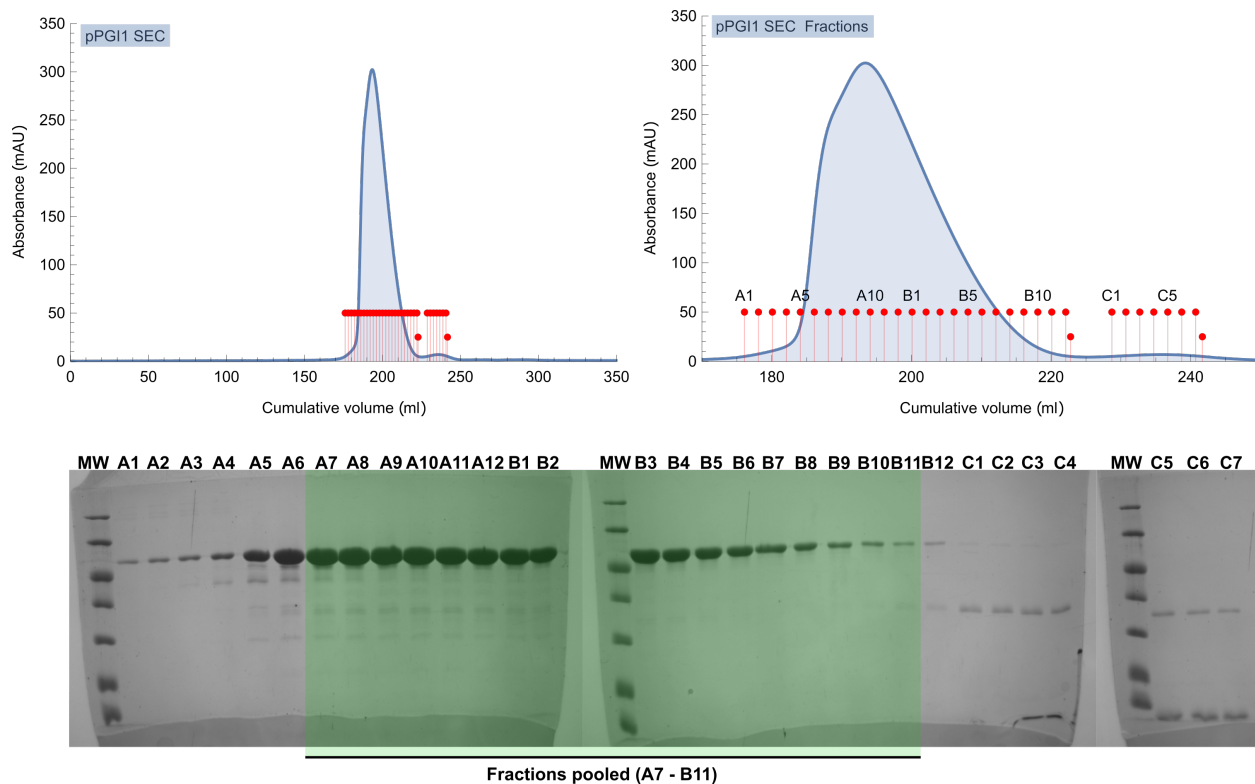 pPGI1 SEC
Absorbance (mAU)
350
300
250
200
150
100
50
0
0 50 100 150 200 250 300 350
Cumulative volume (ml)
pPGI1 SEC Fractions
Absorbance (mAU)
350
300
250
200
150
100
50
0
A1 A5 A10 B1 B5 B10 C1 C5
180 200 220 240
Cumulative volume (ml)
MW A1 A2 A3 A4 A5 A6 A7 A8 A9 A10 A11 A12 B1 B2 MW B3 B4 B5 B6 B7 B8 B9 B10 B11 B12 C1 C2 C3 C4 MW C5 C6 C7
Fractions pooled (A7 - B11)